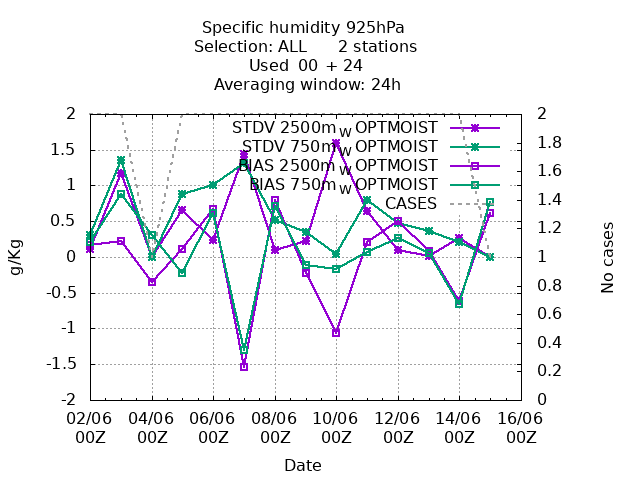 Specific humidity 925hPa
Selection: ALL      2 stations
Used  00  + 24
Averaging window: 24h
STDV 2500m W OPTMOIST
STDV 750m W OPTMOIST
BIAS 2500m W OPTMOIST
BIAS 750m W OPTMOIST
CASES
2
1.5
1
0.5
0
-0.5
-1
-1.5
-2
g/Kg
2
1.8
1.6
1.4
1.2
1
0.8
0.6
0.4
0.2
0
No cases
02/06 04/06 06/06 08/06 10/06 12/06 14/06 16/06
00Z 00Z 00Z 00Z 00Z 00Z 00Z 00Z
Date